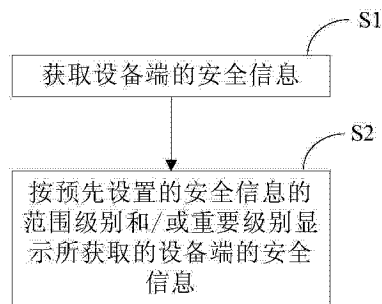 S1
获取设备端的安全信息
S2
按预先设置的安全信息的
范围级别和/或重要级别显
示所获取的设备端的安全
信息